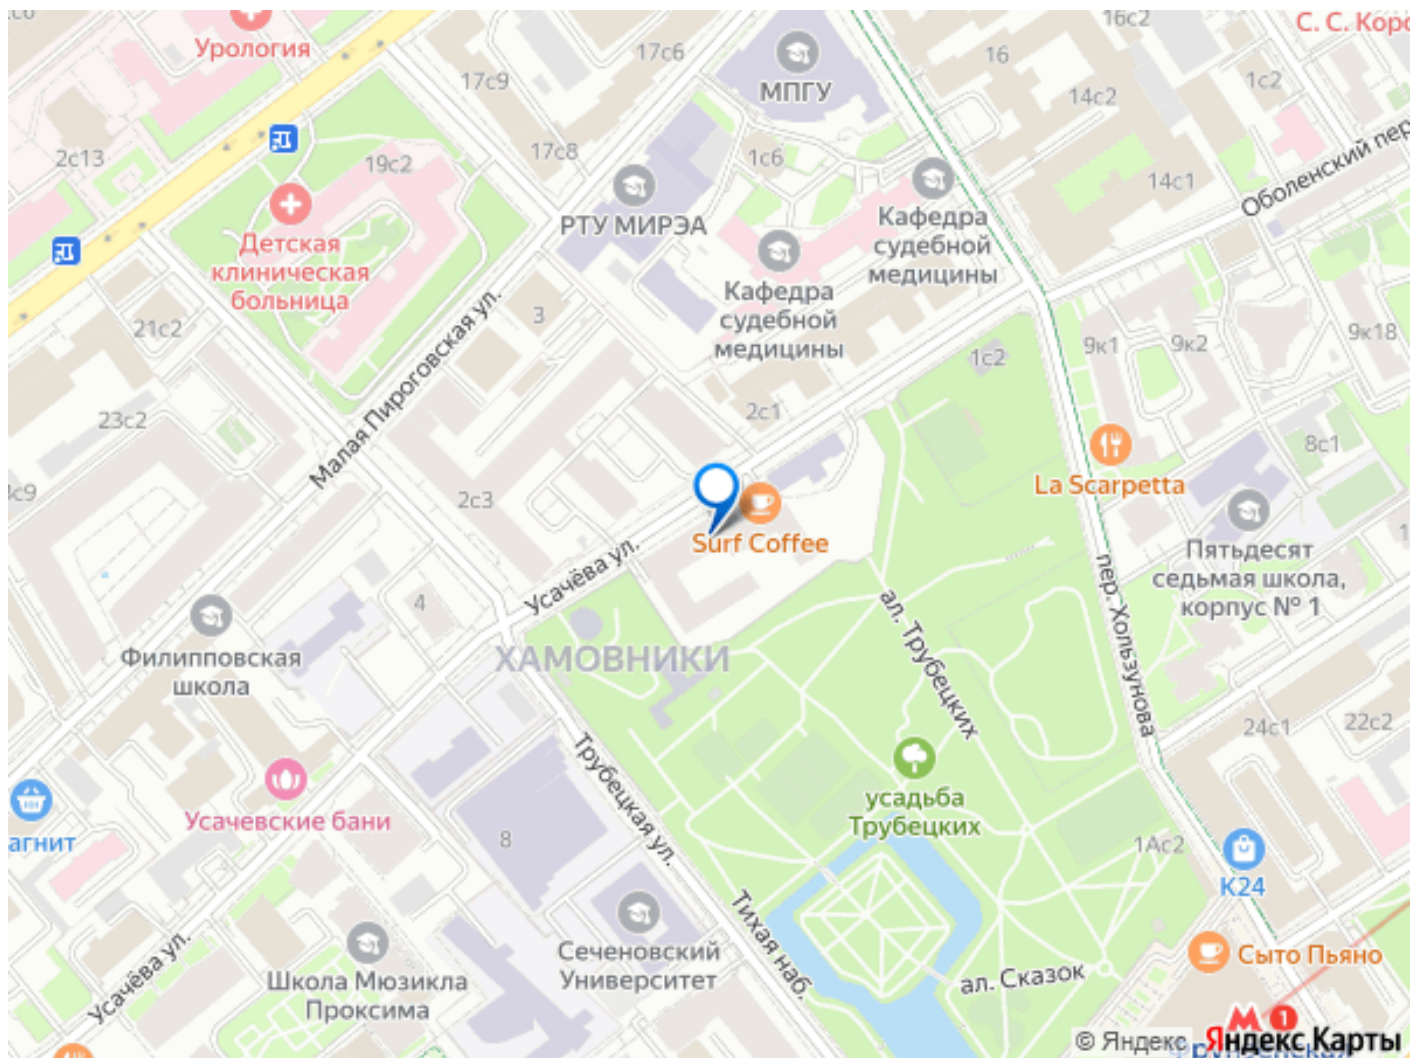 Урология
17с6
16с2
17с9
МПГУ
16
1с2
14с2
2с13
19с2
17с8
1с6
14с1
Оболенский пер
РТУ МИРЭА
Кафедра
судебной
медицины
Кафедра
судебной
медицины
Детская
клиническая
больница
21с2
3
Малая Пироговская ул.
1с2
9к1
9к2
9к18
23с2
2с1
8с1
La Scarpetta
2с3
Surf Coffee
Усачёва ул.
Пятьдесят
седьмая школа,
корпус № 1
пер. Хользунова
ал. Трубецких
4
Филипповская
школа
ХАМОВНИКИ
24с1
22с2
Трубецкая ул.
усадьба
Трубецких
Усачевские бани
8
1Ас2
К24
Тихая наб.
Сеченовский
Университет
Школа Мюзикла
Проксима
Усачёва ул.
ал. Сказок
Сыто Пьяно
1
© Яндекс Яндекс Карты